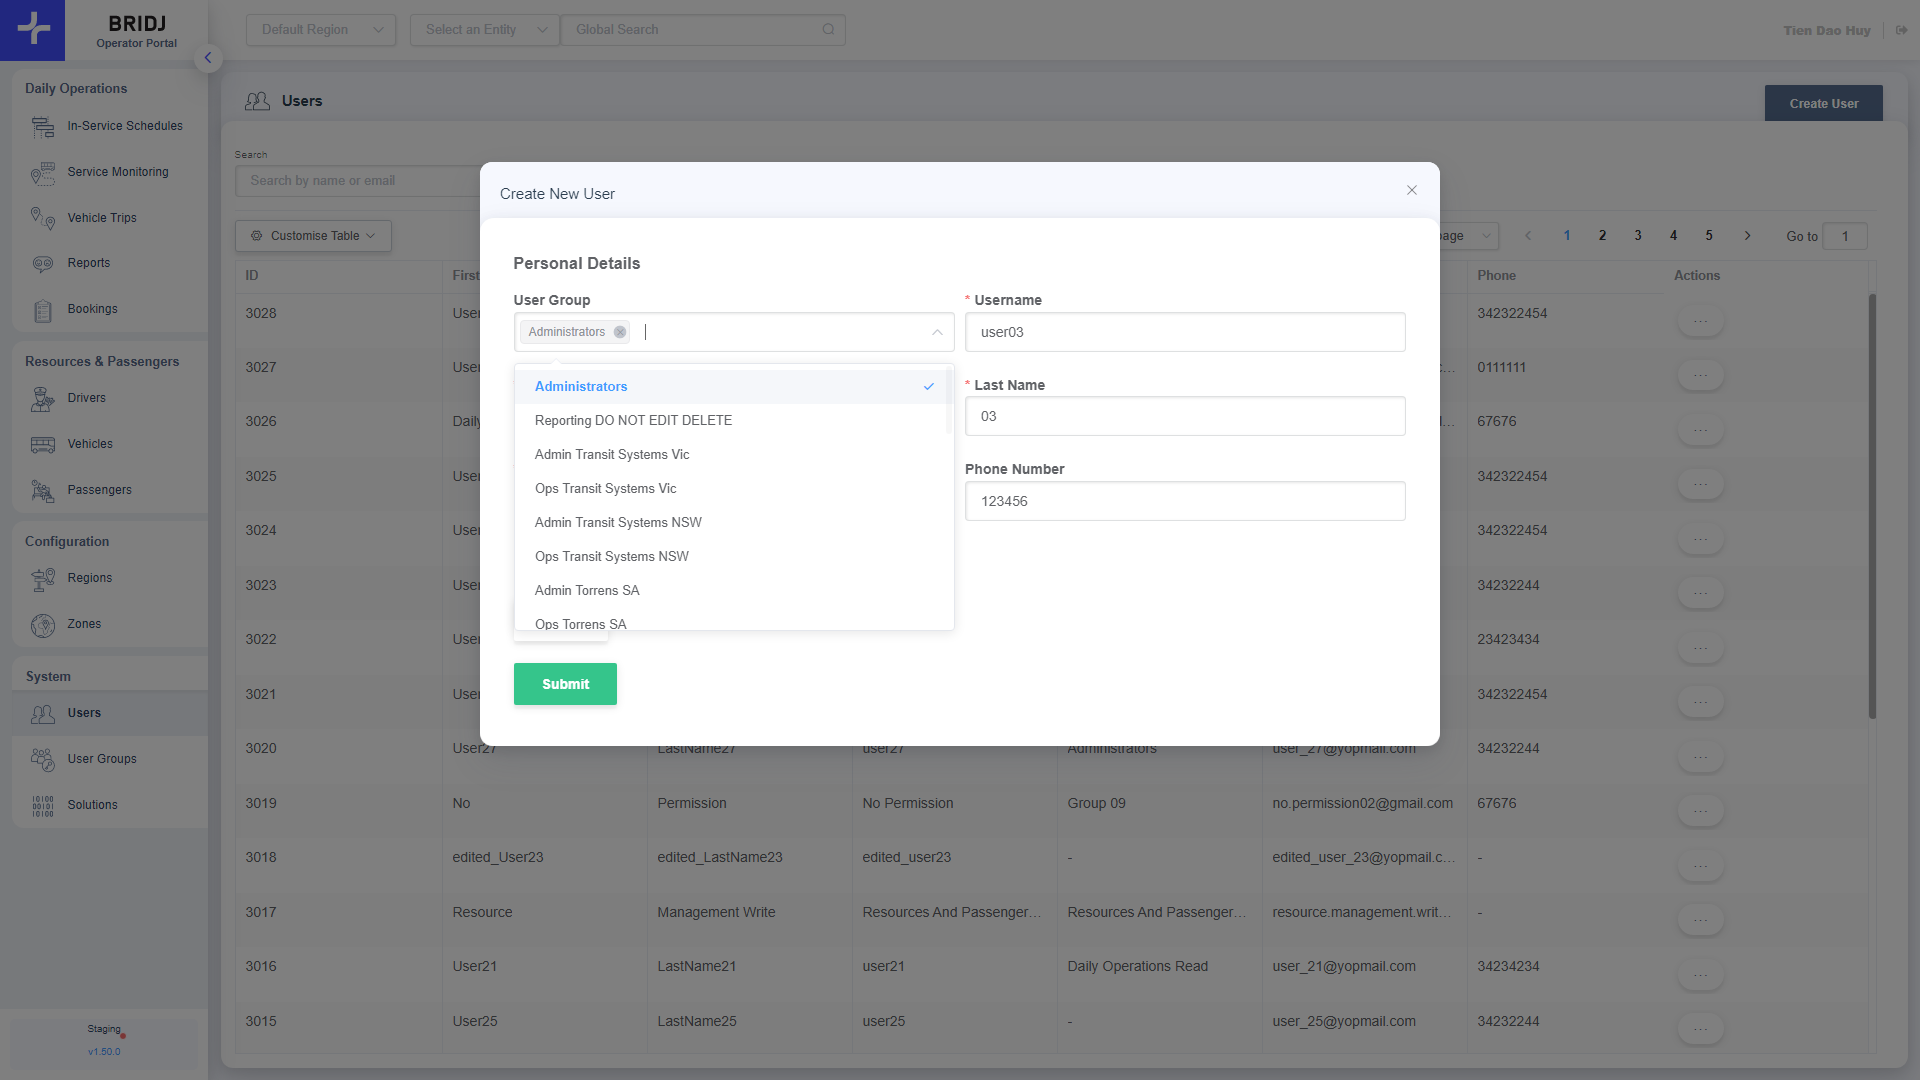 BRIDJ
Operator Portal
Default Region
Select an Entity
Global Search
Tien Dao Huy
Daily Operations
In-Service Schedules
Service Monitoring
Vehicle Trips
Reports
Bookings
Resources & Passengers
Drivers
Vehicles
Passengers
Configuration
Regions
Zones
System
Users
User Groups
Solutions
Staging
v1.50.0
Users
Create User
Search
Search by name or email
Customise Table
1 2 3 4 5
Go to 1
ID First Phone Actions
3028 User 342322454 ...
3027 User 0111111 ...
3026 Daily 67676 ...
3025 User 342322454 ...
3024 User 342322454 ...
3023 User 34232244 ...
3022 User 23423434 ...
3021 User 342322454 ...
3020 User27 LastName27 user27 Administrators user_27@yopmail.com 34232244 ...
3019 No Permission No Permission Group 09 no.permission02@gmail.com 67676 ...
3018 edited_User23 edited_LastName23 edited_user23 - edited_user_23@yopmail.c... - ...
3017 Resource Management Write Resources And Passenger... Resources And Passenger... resource.management.writ... - ...
3016 User21 LastName21 user21 Daily Operations Read user_21@yopmail.com 34234234 ...
3015 User25 LastName25 user25 - user_25@yopmail.com 34232244 ...
Create New User
Personal Details
User Group
Administrators
* Username
user03
Administrators
Reporting DO NOT EDIT DELETE
Admin Transit Systems Vic
Ops Transit Systems Vic
Admin Transit Systems NSW
Ops Transit Systems NSW
Admin Torrens SA
Ops Torrens SA
* Last Name
03
Phone Number
123456
Submit